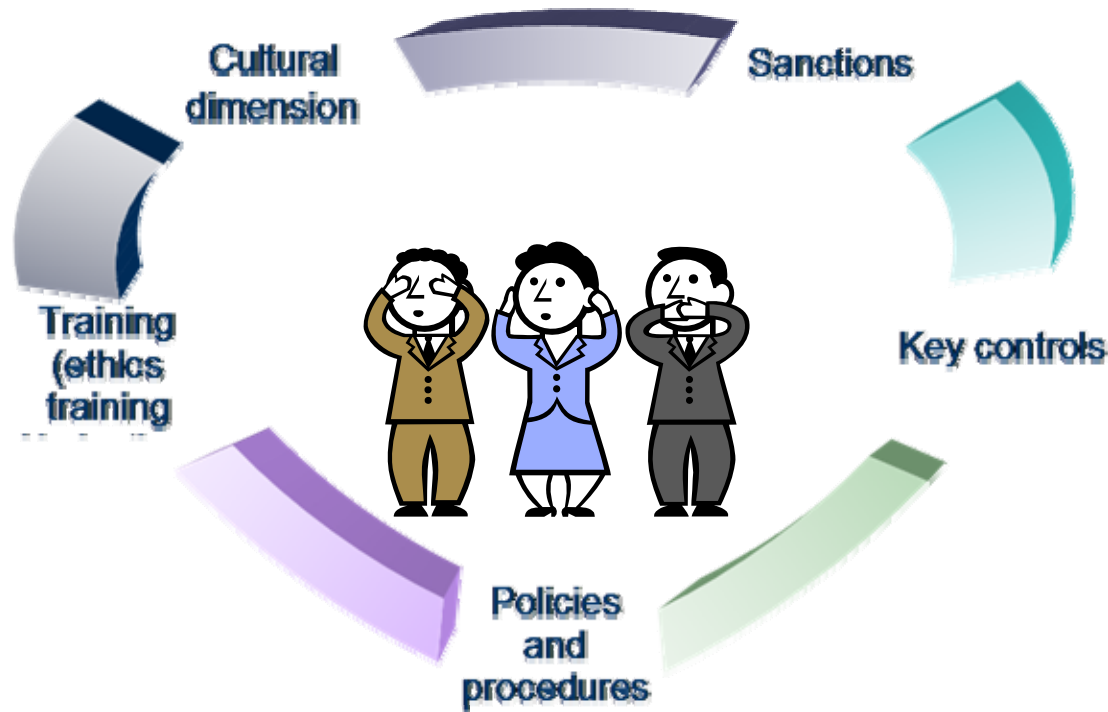 Cultural
dimension
Sanctions
Key controls
Policies
and
procedures
Training
(ethics
training